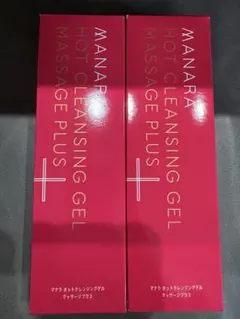 MANARA
HOT CLEANSING GEL
MASSAGE PLUS
マナラ ホットクレンジングゲル
マッサージプラス
MANARA
HOT CLEANSING GEL
MASSAGE PLUS
マナラ ホットクレンジングゲル
マッサージプラス